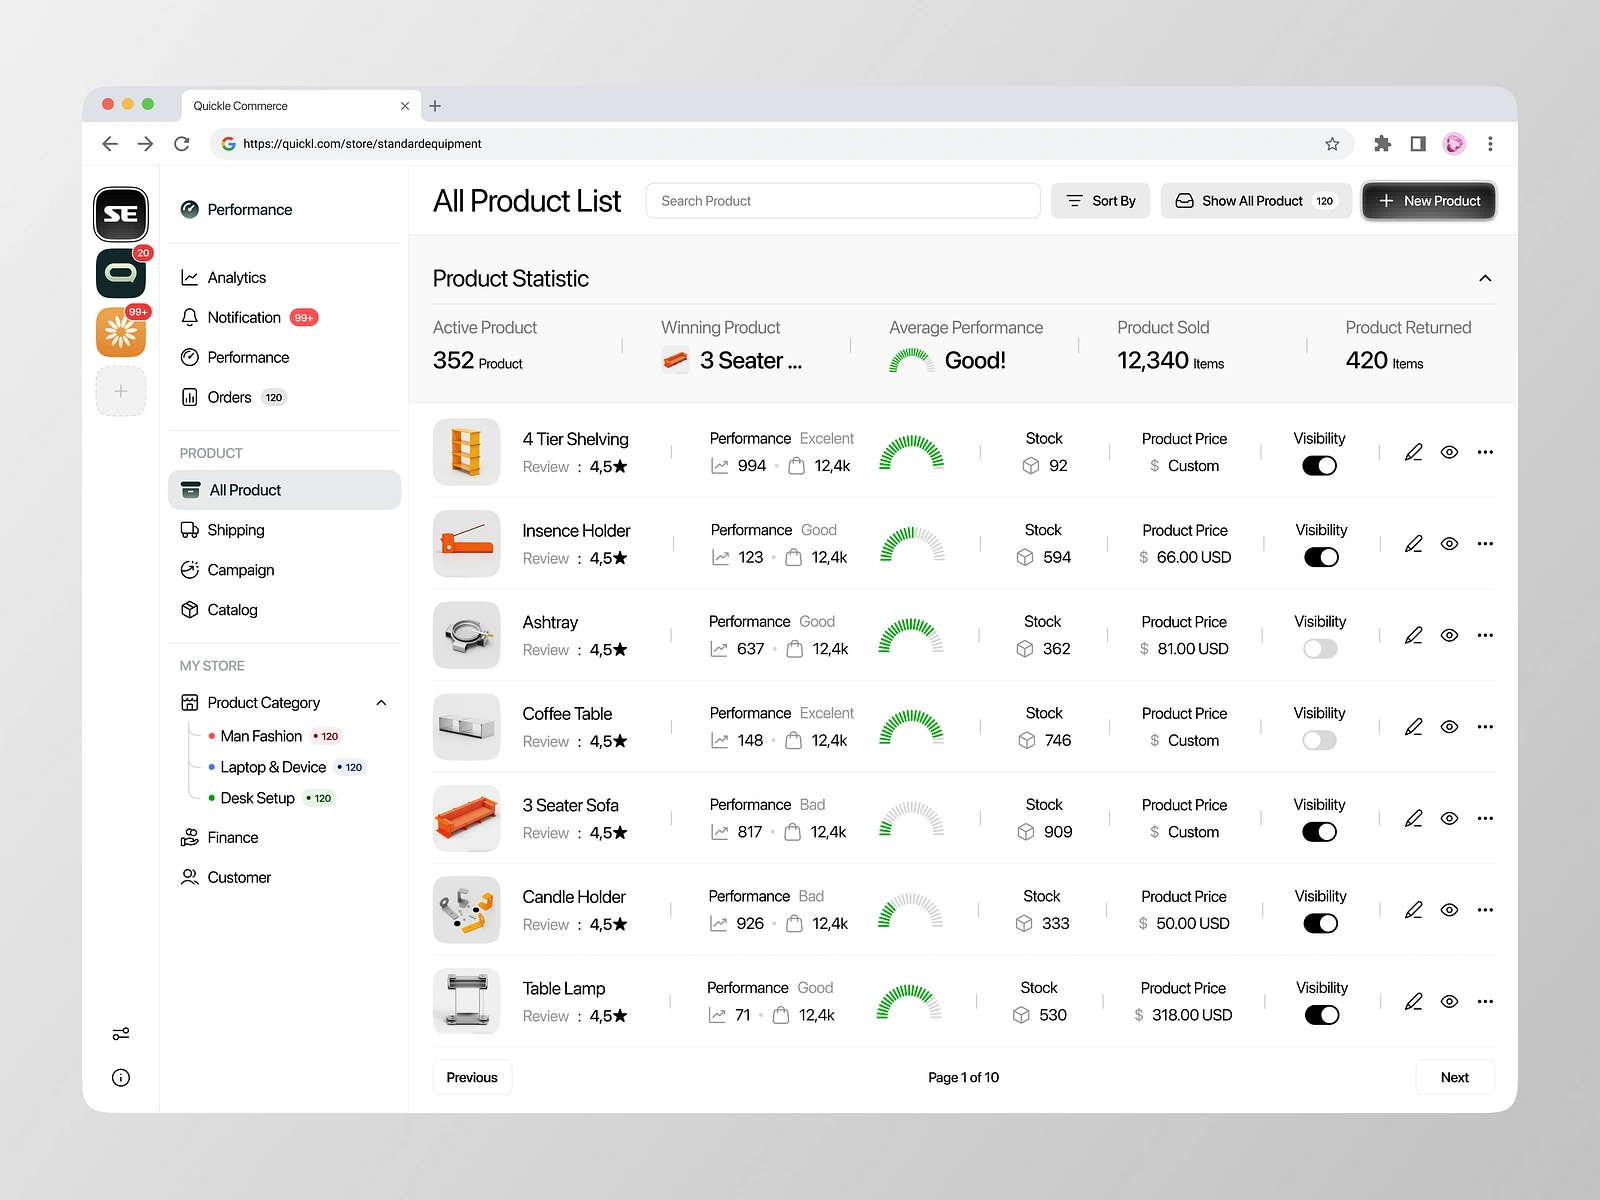 Quickle Commerce
https://quickl.com/store/standardequipment
SE
20
99+
Performance
Analytics
Notification 99+
Performance
Orders 120
PRODUCT
All Product
Shipping
Campaign
Catalog
MY STORE
Product Category
Man Fashion • 120
Laptop & Device • 120
Desk Setup • 120
Finance
Customer
All Product List
Search Product
Sort By
Show All Product 120
New Product
Product Statistic
Active Product
352 Product
Winning Product
3 Seater ...
Average Performance
Good!
Product Sold
12,340 Items
Product Returned
420 Items
4 Tier Shelving
Review : 4,5★
Performance Excelent
994 • 12,4k
Stock
92
Product Price
$ Custom
Visibility
Insence Holder
Review : 4,5★
Performance Good
123 • 12,4k
Stock
594
Product Price
$ 66.00 USD
Visibility
Ashtray
Review : 4,5★
Performance Good
637 • 12,4k
Stock
362
Product Price
$ 81.00 USD
Visibility
Coffee Table
Review : 4,5★
Performance Excelent
148 • 12,4k
Stock
746
Product Price
$ Custom
Visibility
3 Seater Sofa
Review : 4,5★
Performance Bad
817 • 12,4k
Stock
909
Product Price
$ Custom
Visibility
Candle Holder
Review : 4,5★
Performance Bad
926 • 12,4k
Stock
333
Product Price
$ 50.00 USD
Visibility
Table Lamp
Review : 4,5★
Performance Good
71 • 12,4k
Stock
530
Product Price
$ 318.00 USD
Visibility
Previous
Page 1 of 10
Next